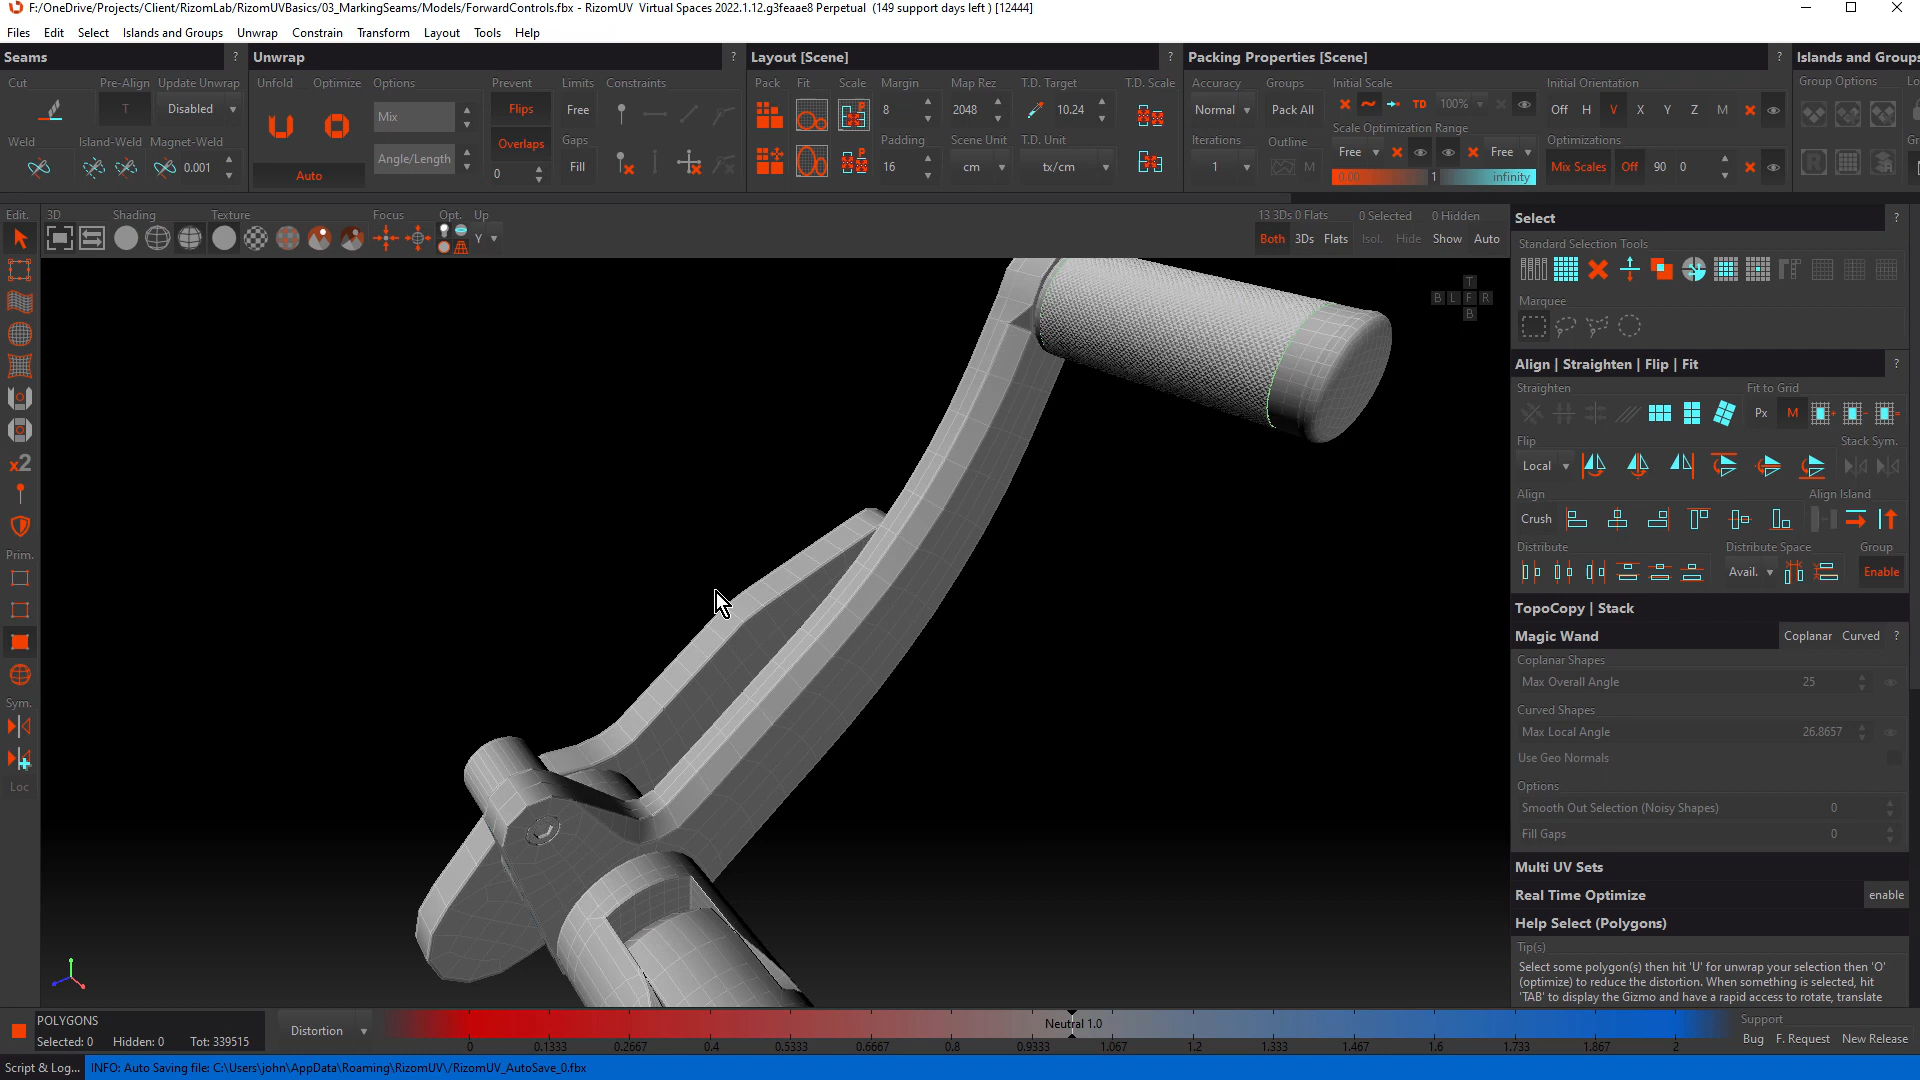 F:/OneDrive/Projects/Client/RizomLab/RizomUVBasics/03_MarkingSeams/Models/ForwardControls.fbx - RizomUV  Virtual Spaces 2022.1.12.g3feaae8 Perpetual  (149 support days left ) [12444]
Files Edit Select Islands and Groups Unwrap Constrain Transform Layout Tools Help
Seams ? Unwrap ? Layout [Scene] ? Packing Properties [Scene] ? Islands and Groups
Cut Pre-Align Update Unwrap Unfold Optimize Options Prevent Limits Constraints Pack Fit Scale Margin Map Rez T.D. Target T.D. Scale Accuracy Groups Initial Scale Initial Orientation Group Options
T Disabled Mix Flips Free 8 2048 10.24 Normal Pack All TD 100% Off H V X Y Z M
Weld Island-Weld Magnet-Weld Overlaps Gaps Padding Scene Unit T.D. Unit Iterations Outline Scale Optimization Range Optimizations
0.001 Auto Angle/Length 0 Fill 16 cm tx/cm 1 M Free Free Mix Scales Off 90 0
0.00 1 infinity
Edit. 3D Shading Texture Focus Opt. Up 13 3Ds 0 Flats 0 Selected 0 Hidden
Y Both 3Ds Flats Isol. Hide Show Auto
T
B L F R
B
x2
Prim.
Sym.
Loc
Select ?
Standard Selection Tools
Marquee
Align | Straighten | Flip | Fit ?
Straighten Fit to Grid
Px M
Flip Stack Sym.
Local
Align Align Island
Crush
Distribute Distribute Space Group
Avail. Enable
TopoCopy | Stack
Magic Wand Coplanar Curved ?
Coplanar Shapes
Max Overall Angle 25
Curved Shapes
Max Local Angle 26.8657
Use Geo Normals
Options
Smooth Out Selection (Noisy Shapes) 0
Fill Gaps 0
Multi UV Sets
Real Time Optimize enable
Help Select (Polygons)
Tip(s)
Select some polygon(s) then hit 'U' for unwrap your selection then 'O'
(optimize) to reduce the distortion. When something is selected, hit
'TAB' to display the Gizmo and have a rapid access to rotate, translate
POLYGONS
Selected: 0 Hidden: 0 Tot: 339515
Distortion
Neutral 1.0
0 0.1333 0.2667 0.4 0.5333 0.6667 0.8 0.9333 1.067 1.2 1.333 1.467 1.6 1.733 1.867 2
Support
Bug F. Request New Release
Script & Log... INFO: Auto Saving file: C:\Users\john\AppData\Roaming\RizomUV\/RizomUV_AutoSave_0.fbx